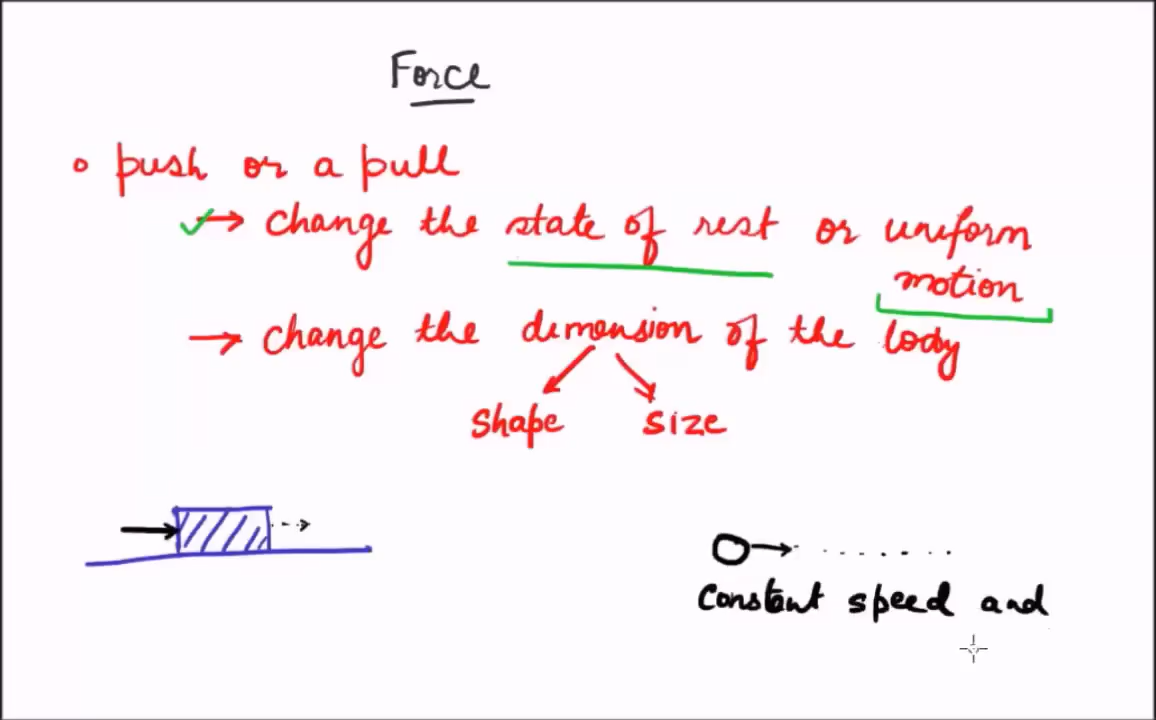 Force
push or a pull
→ change the state of rest or uniform
motion
→ change the dimension of the body
shape size
constant speed and